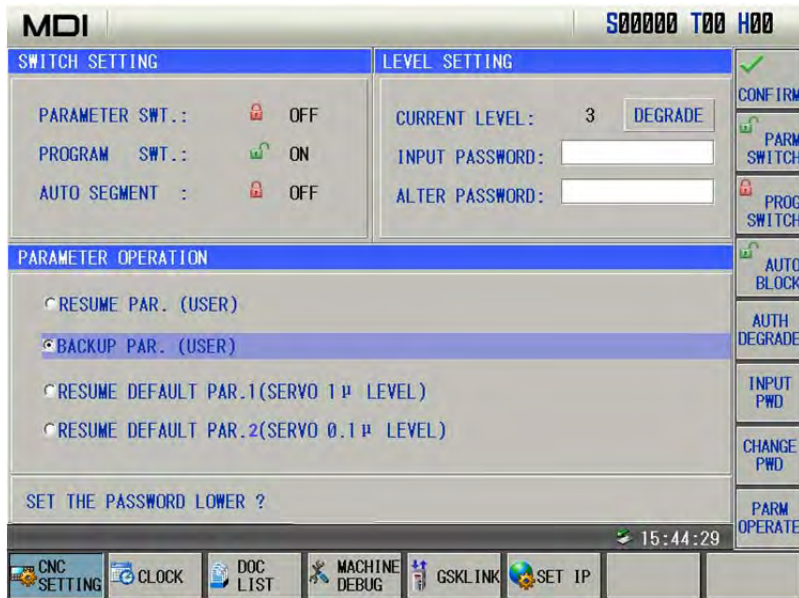 MDI
S00000 T00 H00
SWITCH SETTING
PARAMETER SWT.: OFF
PROGRAM SWT.: ON
AUTO SEGMENT : OFF
LEVEL SETTING
CURRENT LEVEL: 3 DEGRADE
INPUT PASSWORD:
ALTER PASSWORD:
PARAMETER OPERATION
RESUME PAR. (USER)
BACKUP PAR. (USER)
RESUME DEFAULT PAR.1(SERVO 1μ LEVEL)
RESUME DEFAULT PAR.2(SERVO 0.1μ LEVEL)
SET THE PASSWORD LOWER ?
15:44:29
CONFIRM
PARM
SWITCH
PROG
SWITCH
AUTO
BLOCK
AUTH
DEGRADE
INPUT
PWD
CHANGE
PWD
PARM
OPERATE
CNC
SETTING
CLOCK
DOC
LIST
MACHINE
DEBUG
GSKLINK
SET IP